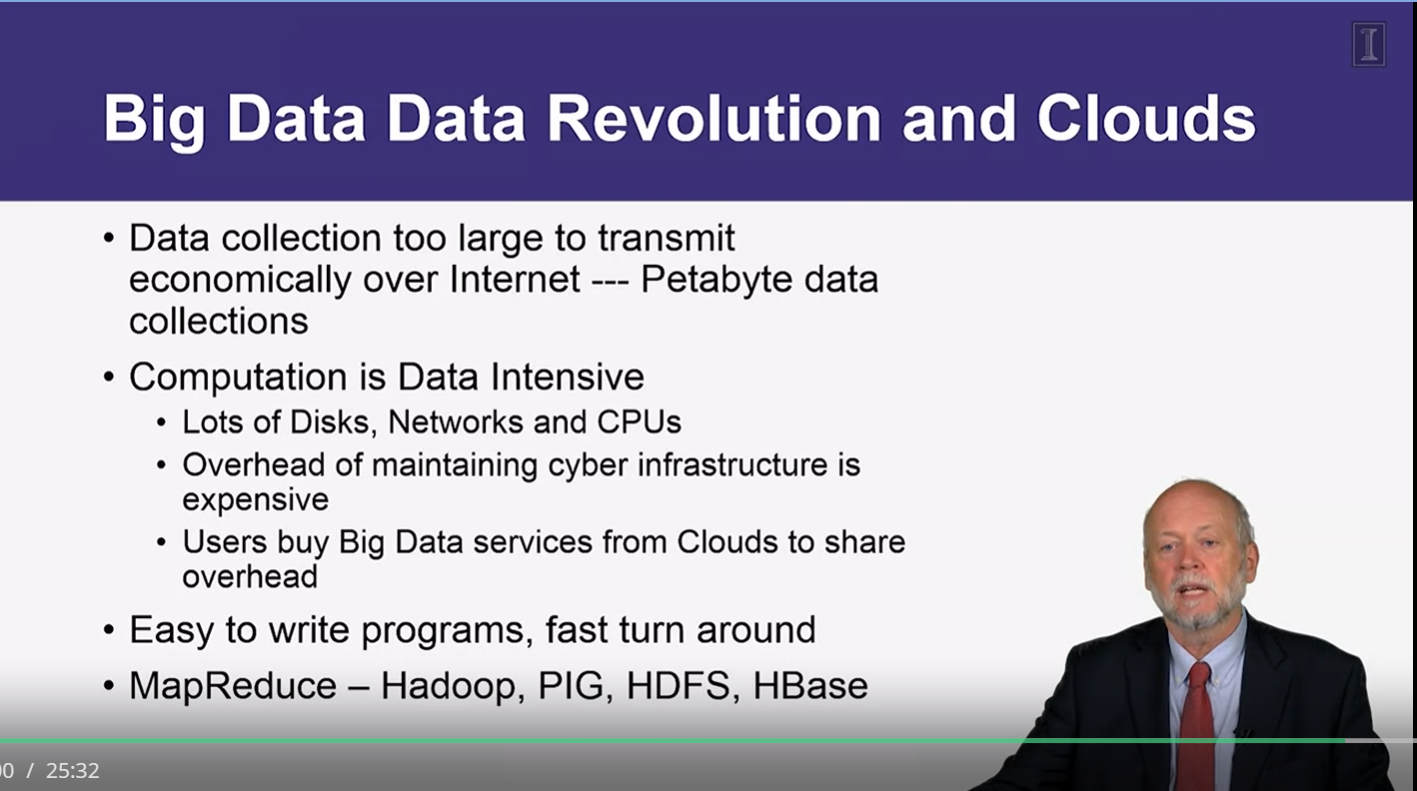 I
Big Data Data Revolution and Clouds
• Data collection too large to transmit
economically over Internet --- Petabyte data
collections
• Computation is Data Intensive
• Lots of Disks, Networks and CPUs
• Overhead of maintaining cyber infrastructure is
expensive
• Users buy Big Data services from Clouds to share
overhead
• Easy to write programs, fast turn around
• MapReduce – Hadoop, PIG, HDFS, HBase
00 / 25:32